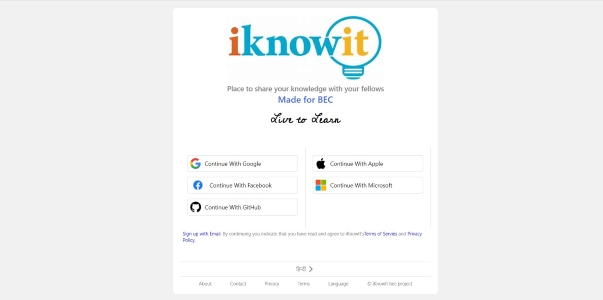 iknowit
Place to share your knowledge with your fellows
Made for BEC
Live to Learn
Continue With Google
Continue With Facebook
Continue With GitHub
Continue With Apple
Continue With Microsoft
Sign up with Email. By continuing you indicate that you have read and agree to iKnowIt'sTerms of Servies and Privacy
Policy.
हिन्दी
About Contact Privacy Terms Language © iKnowIt bec project